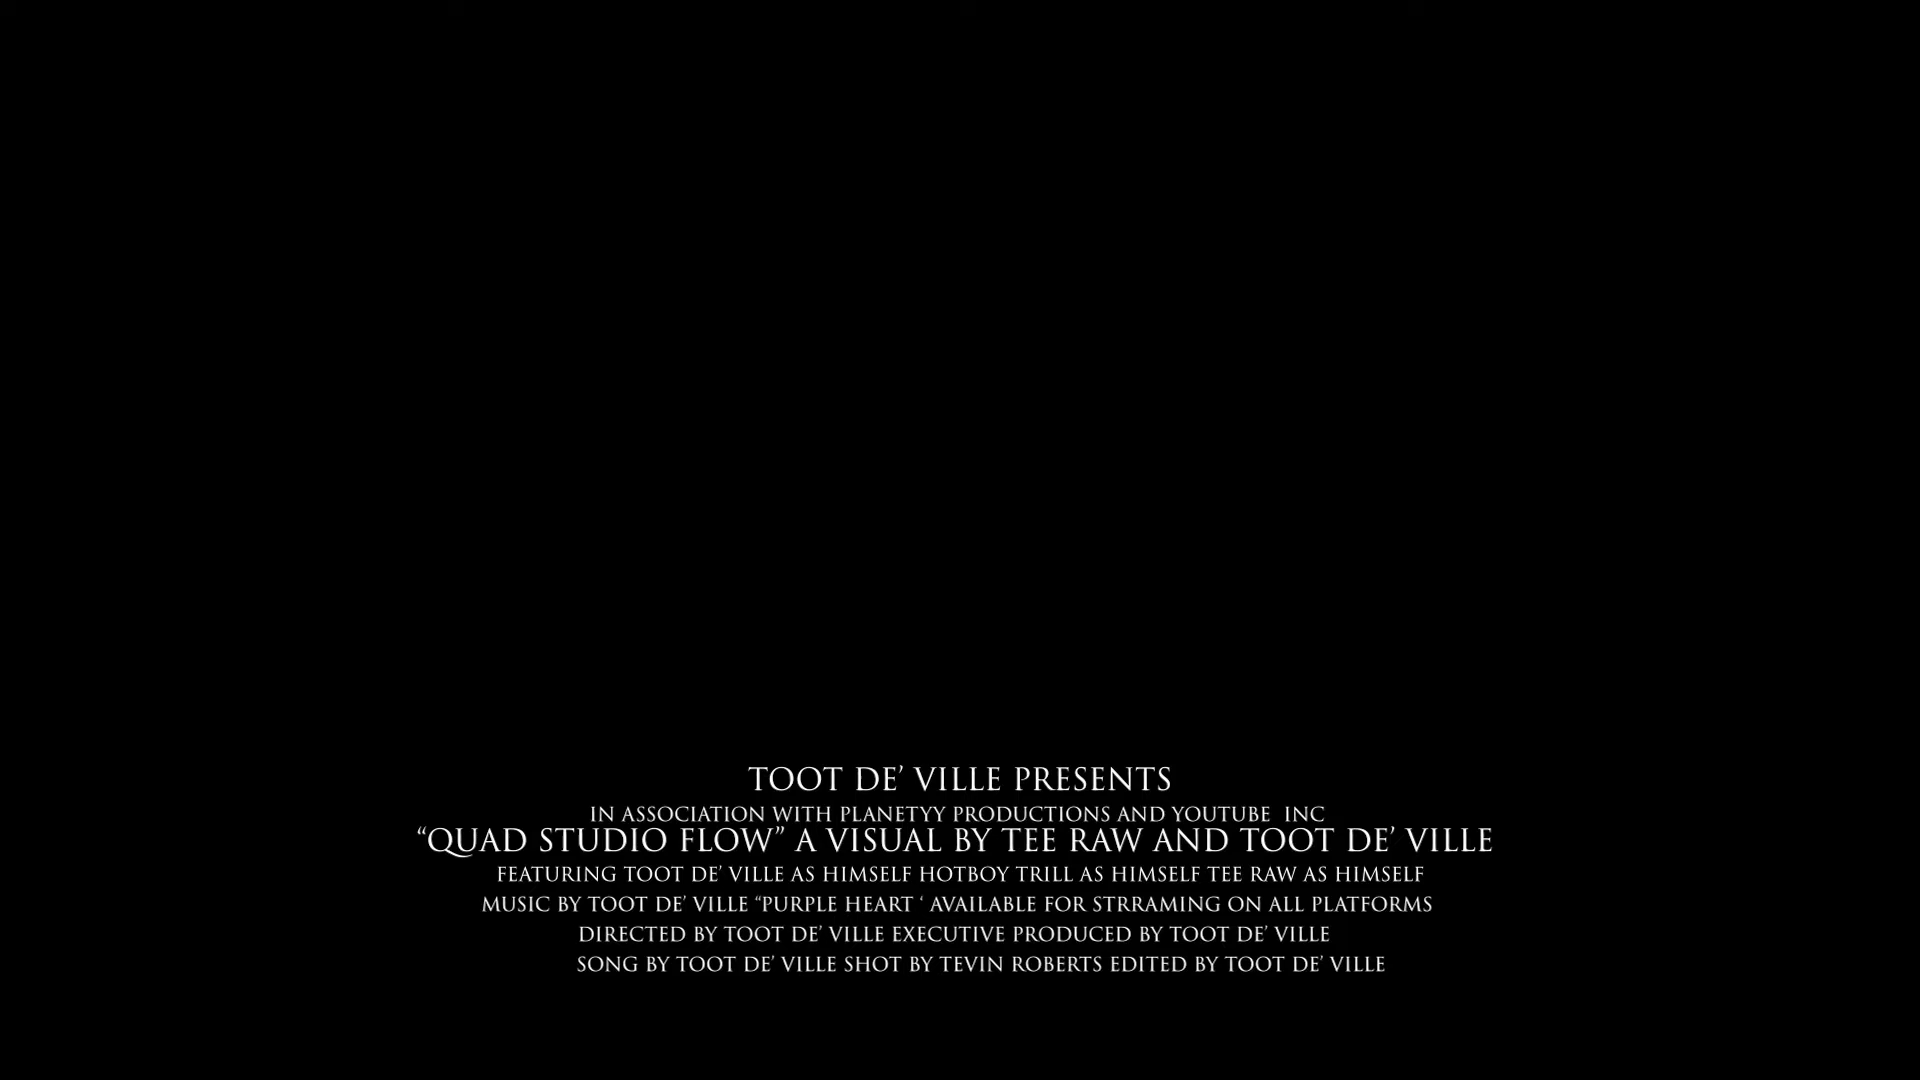 TOOT DE’ VILLE PRESENTS
IN ASSOCIATION WITH PLANETYY PRODUCTIONS AND YOUTUBE  INC
“QUAD STUDIO FLOW” A VISUAL BY TEE RAW AND TOOT DE’ VILLE
FEATURING TOOT DE’ VILLE AS HIMSELF HOTBOY TRILL AS HIMSELF TEE RAW AS HIMSELF
MUSIC BY TOOT DE’ VILLE “PURPLE HEART ‘ AVAILABLE FOR STRRAMING ON ALL PLATFORMS
DIRECTED BY TOOT DE’ VILLE EXECUTIVE PRODUCED BY TOOT DE’ VILLE
SONG BY TOOT DE’ VILLE SHOT BY TEVIN ROBERTS EDITED BY TOOT DE’ VILLE